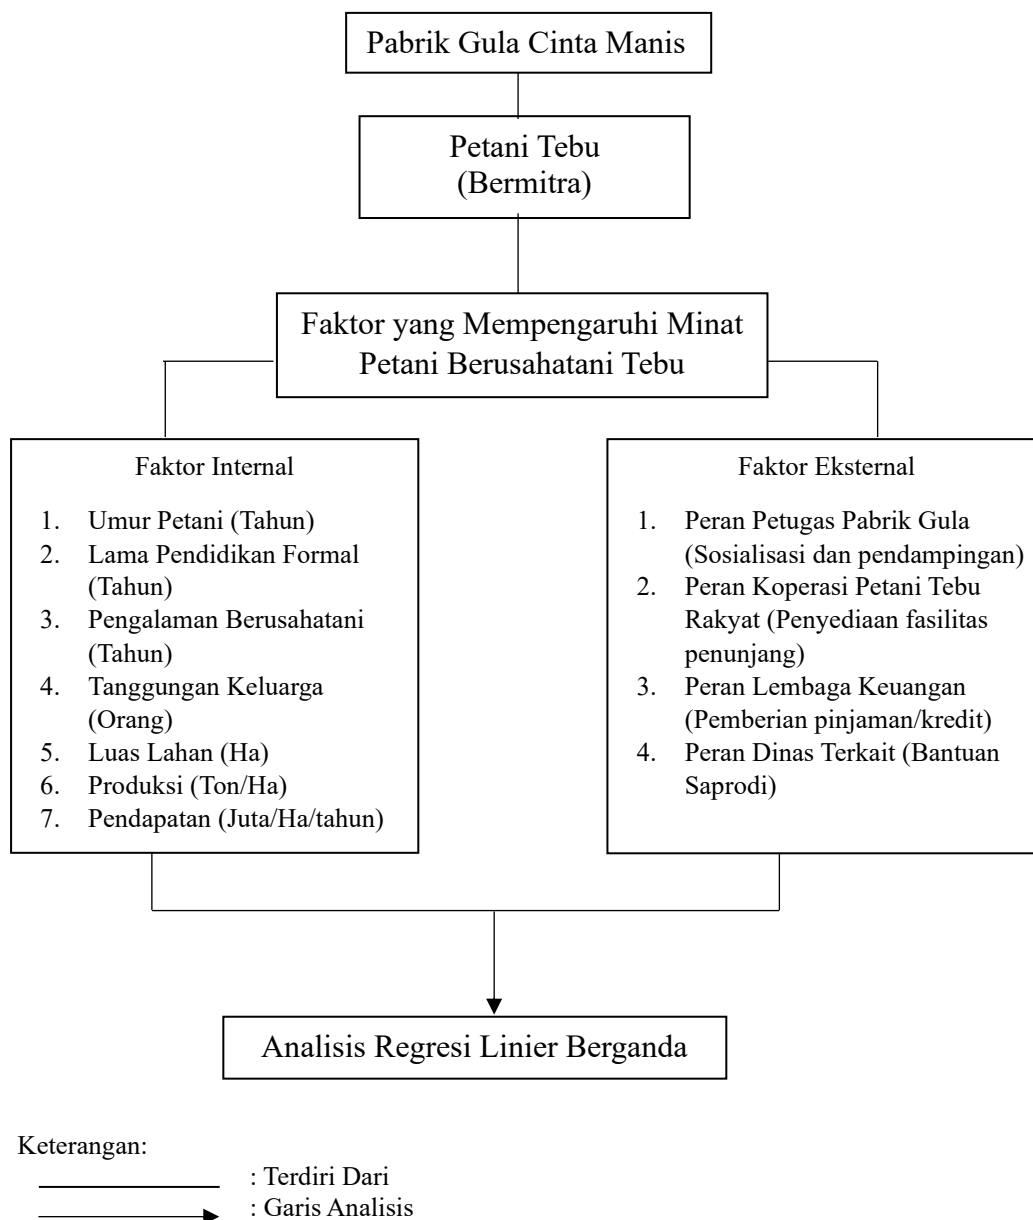 Pabrik Gula Cinta Manis
Petani Tebu
(Bermitra)
Faktor yang Mempengaruhi Minat
Petani Berusahatani Tebu
Faktor Internal
1. Umur Petani (Tahun)
2. Lama Pendidikan Formal
(Tahun)
3. Pengalaman Berusahatani
(Tahun)
4. Tanggungan Keluarga
(Orang)
5. Luas Lahan (Ha)
6. Produksi (Ton/Ha)
7. Pendapatan (Juta/Ha/tahun)
Faktor Eksternal
1. Peran Petugas Pabrik Gula
(Sosialisasi dan pendampingan)
2. Peran Koperasi Petani Tebu
Rakyat (Penyediaan fasilitas
penunjang)
3. Peran Lembaga Keuangan
(Pemberian pinjaman/kredit)
4. Peran Dinas Terkait (Bantuan
Saprodi)
Analisis Regresi Linier Berganda
Keterangan:
: Terdiri Dari
: Garis Analisis